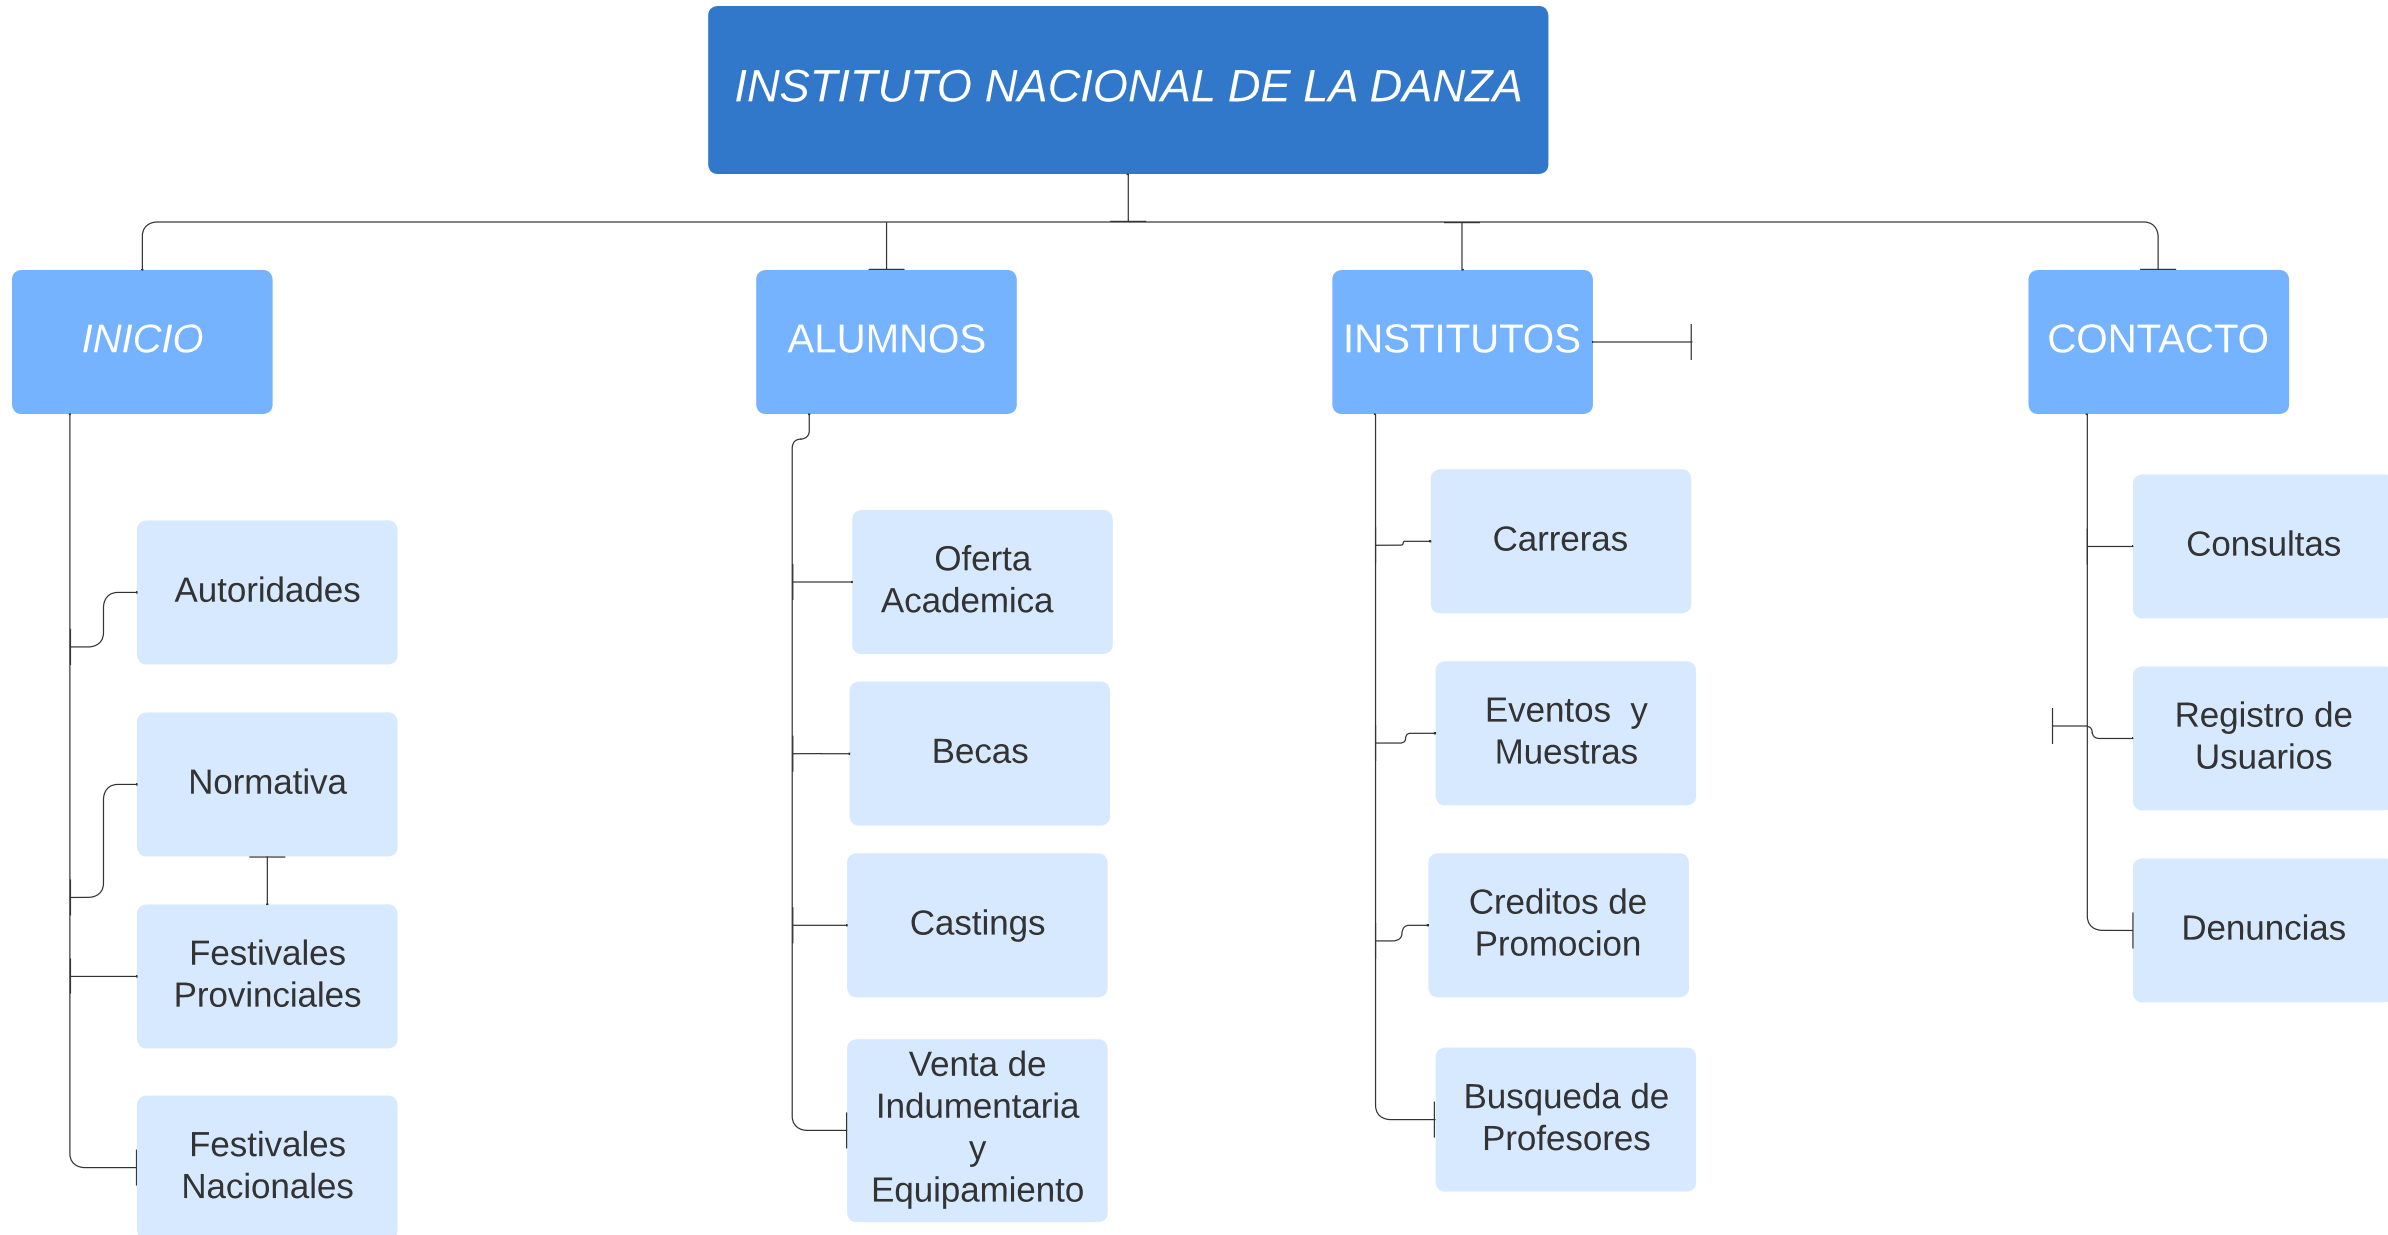 INSTITUTO NACIONAL DE LA DANZA
INICIO
ALUMNOS
INSTITUTOS
CONTACTO
Autoridades
Normativa
Festivales
Provinciales
Festivales
Nacionales
Oferta
Academica
Becas
Castings
Venta de
Indumentaria
y
Equipamiento
Carreras
Eventos  y
Muestras
Creditos de
Promocion
Busqueda de
Profesores
Consultas
Registro de
Usuarios
Denuncias